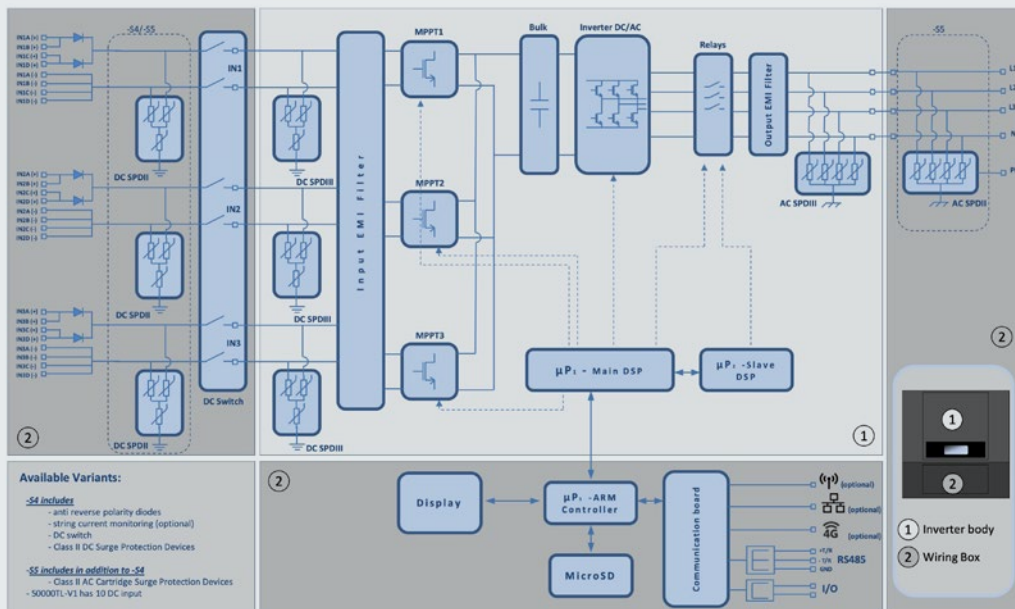 -S4/-S5
IN1A (+)
IN1B (+)
IN1C (+)
IN1D (+)
IN1A (-)
IN1B (-)
IN1C (-)
IN1D (-)
IN1
DC SPDII
DC SPDIII
IN2A (+)
IN2B (+)
IN2C (+)
IN2D (+)
IN2A (-)
IN2B (-)
IN2C (-)
IN2D (-)
IN2
DC SPDII
DC SPDIII
IN3A (+)
IN3B (+)
IN3C (+)
IN3D (+)
IN3A (-)
IN3B (-)
IN3C (-)
IN3D (-)
IN3
DC Switch
DC SPDII
DC SPDIII
2
Input EMI Filter
MPPT1
MPPT2
MPPT3
Bulk
Inverter DC/AC
Relays
Output EMI Filter
AC SPDIII
-S5
AC SPDII
N
2
µP₂ - Main DSP
µP₃ -Slave
DSP
1
Available Variants:
-S4 includes
- anti reverse polarity diodes
- string current monitoring (optional)
- DC switch
- Class II DC Surge Protection Devices
-S5 includes in addition to -S4
- Class II AC Cartridge Surge Protection Devices
- 50000TL-V1 has 10 DC input
2
Display
µP₁ -ARM
Controller
MicroSD
Communication board
(optional)
(optional)
4G (optional)
+T/R
- T/R
GND
RS485
I/O
1
2
1 Inverter body
2 Wiring Box